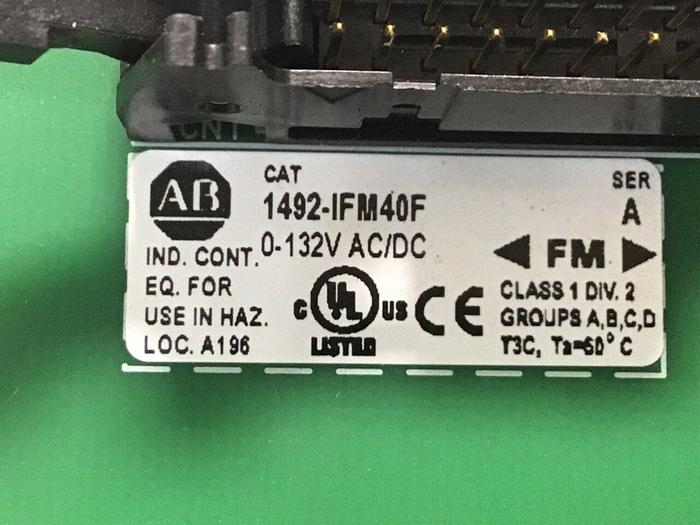 CN1
AB
CAT
1492-IFM40F
0-132V AC/DC
SER
A
IND. CONT.
EQ. FOR
USE IN HAZ.
LOC. A196
C UL US
LISTED
CE
FM
CLASS 1 DIV. 2
GROUPS A,B,C,D
T3C, Ta=60°C